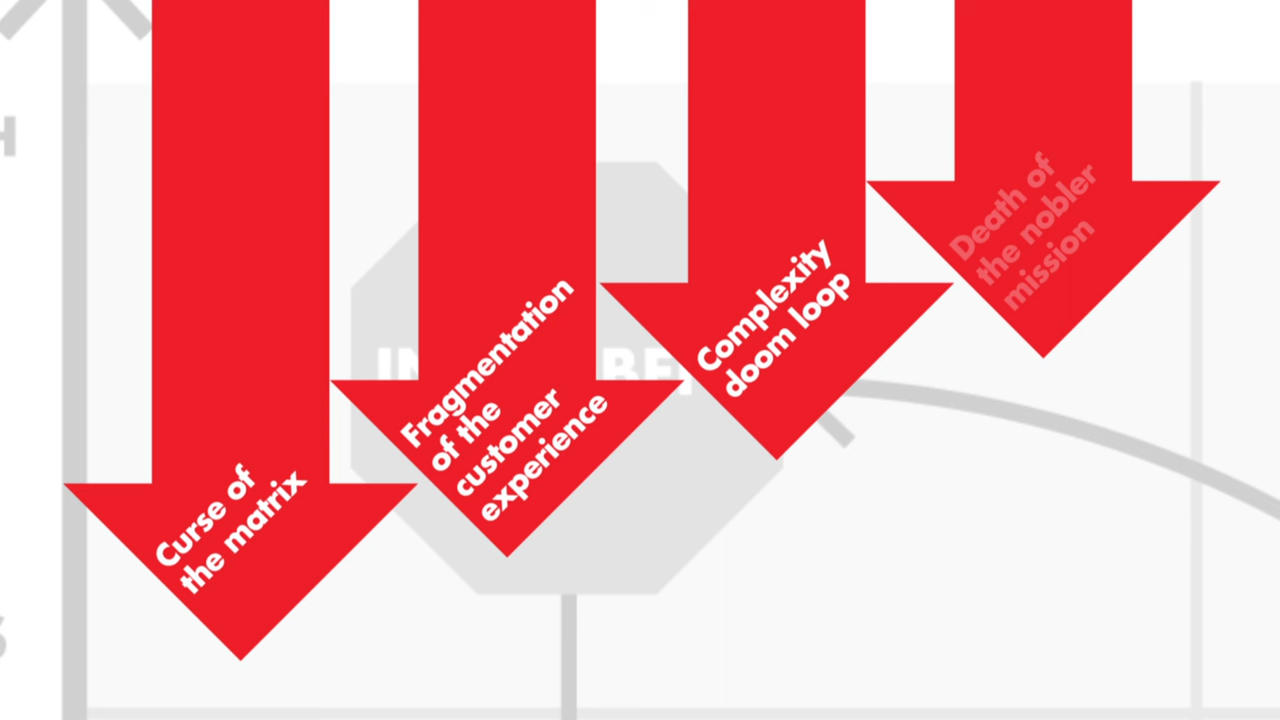 Curse of
the matrix
Fragmentation
of the
customer
experience
Complexity
doom loop
Death of
the nobler
mission